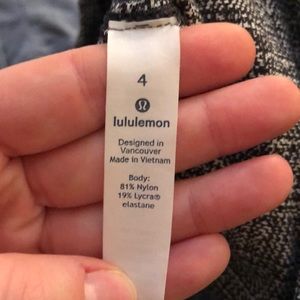 4
lululemon
Designed in
Vancouver
Made in Vietnam
Body:
81% Nylon
19% Lycra®
elastane